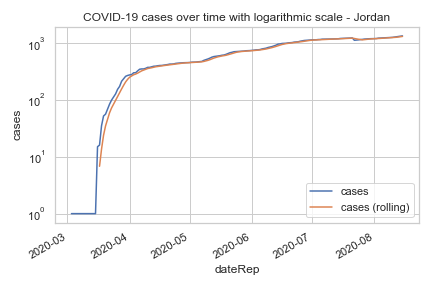 COVID-19 cases over time with logarithmic scale - Jordan
10³
10²
10¹
10⁰
cases
cases
cases (rolling)
2020-03
2020-04
2020-05
2020-06
2020-07
2020-08
dateRep